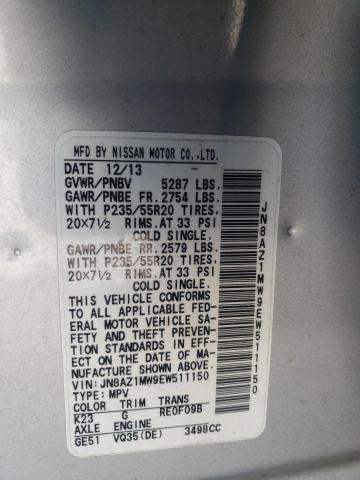 MFD BY NISSAN MOTOR CO.,LTD.
DATE 12/13
GVWR/PNBV 5287 LBS.
GAWR/PNBE FR. 2754 LBS.
WITH P235/55R20 TIRES,
20X7½ RIMS.AT 33 PSI
COLD SINGLE.
GAWR/PNBE RR. 2579 LBS.
WITH P235/55R20 TIRES,
20X7½ RIMS.AT 33 PSI
COLD SINGLE.
THIS VEHICLE CONFORMS
TO ALL APPLICABLE FED-
ERAL MOTOR VEHICLE SA-
FETY AND THEFT PREVENTION
STANDARDS IN EFFECT
ON THE DATE OF MA-
NUFACTURE SHOWN ABOVE.
VIN:JN8AZ1MW9EW511150
TYPE: MPV
COLOR TRIM TRANS
K23 G RE0F09B
AXLE ENGINE
GE51 VQ35(DE) 3498CC
JN8AZ1MW9EW511150